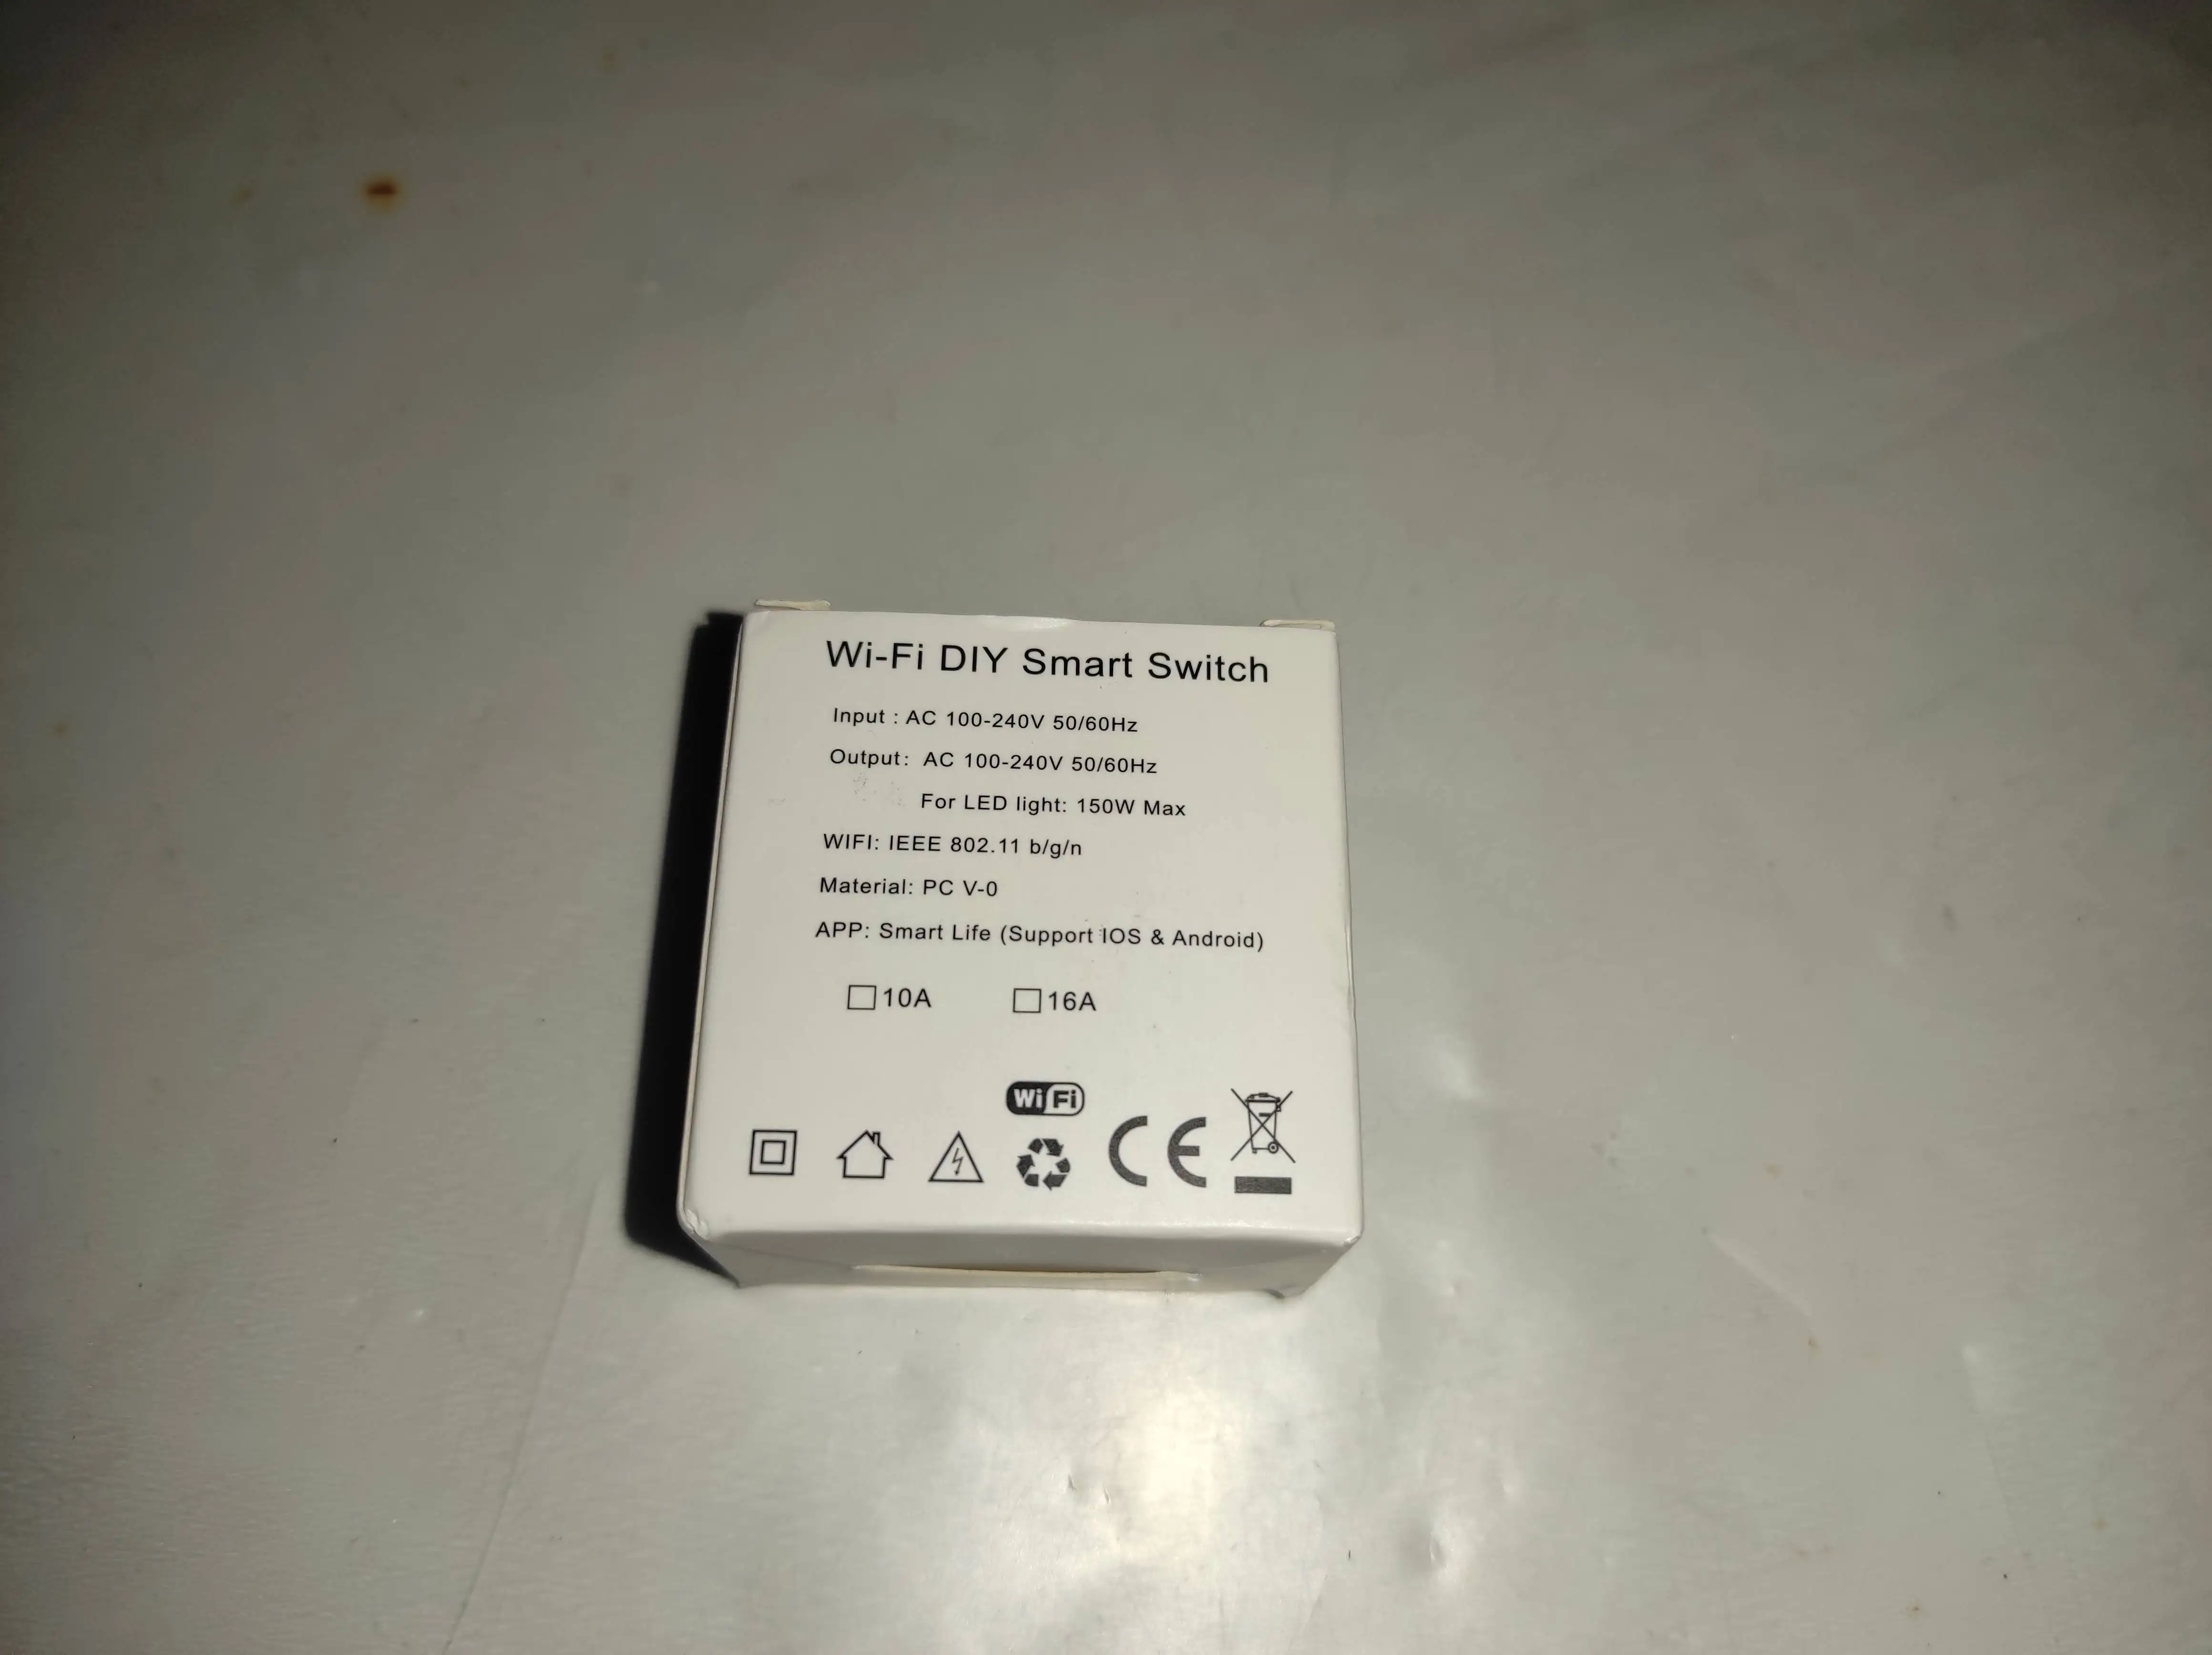 Wi-Fi DIY Smart Switch
Input : AC 100-240V 50/60Hz
Output: AC 100-240V 50/60Hz
For LED light: 150W Max
WIFI: IEEE 802.11 b/g/n
Material: PC V-0
APP: Smart Life (Support IOS & Android)
10A 16A
Wi Fi
CE